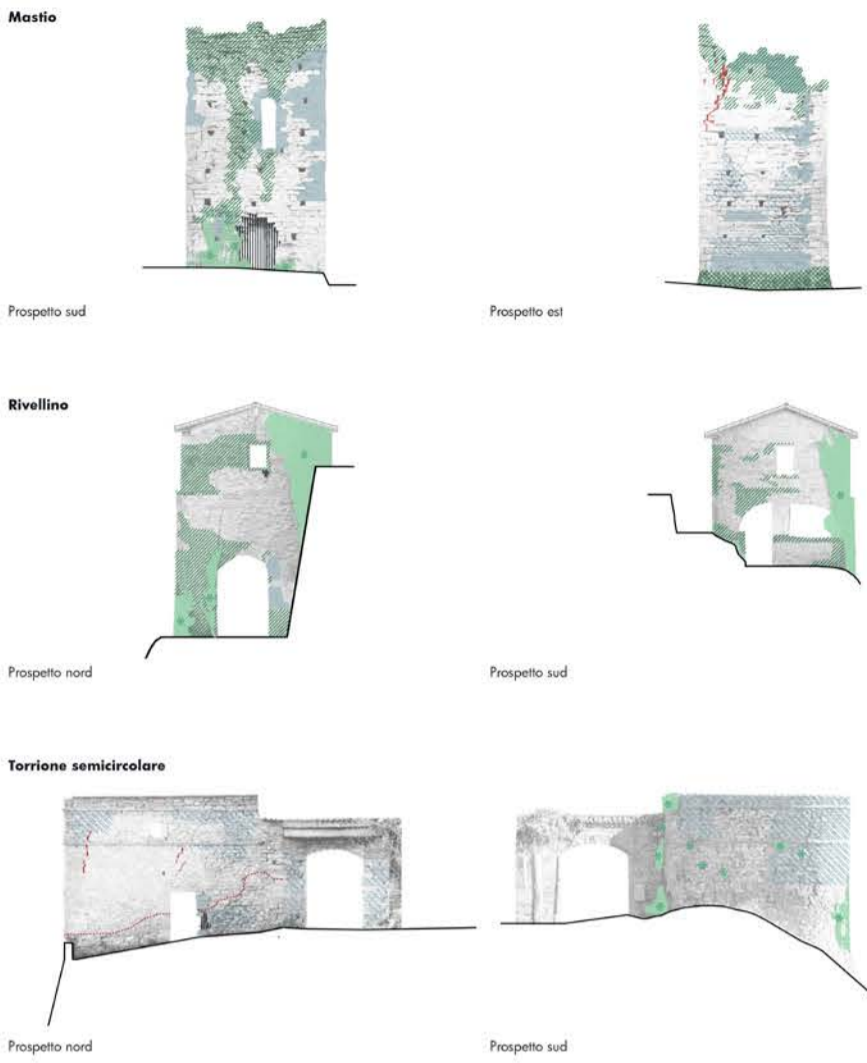 Mastio
Prospetto sud
Prospetto est
Rivellino
Prospetto nord
Prospetto sud
Torrione semicircolare
Prospetto nord
Prospetto sud